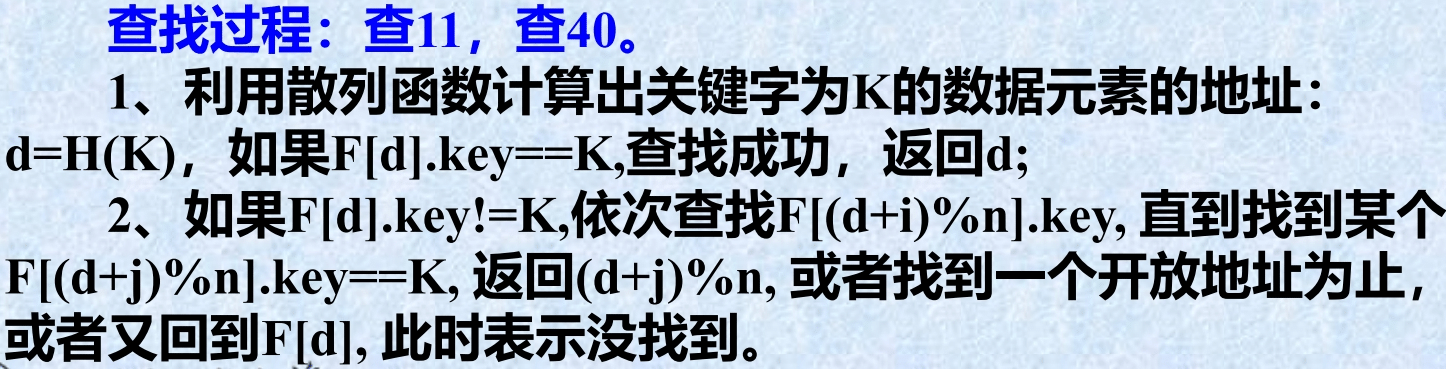 查找过程：查11，查40。
1、利用散列函数计算出关键字为K的数据元素的地址：
d=H(K)，如果F[d].key==K,查找成功，返回d;
2、如果F[d].key!=K,依次查找F[(d+i)%n].key, 直到找到某个
F[(d+j)%n].key==K, 返回(d+j)%n, 或者找到一个开放地址为止，
或者又回到F[d], 此时表示没找到。